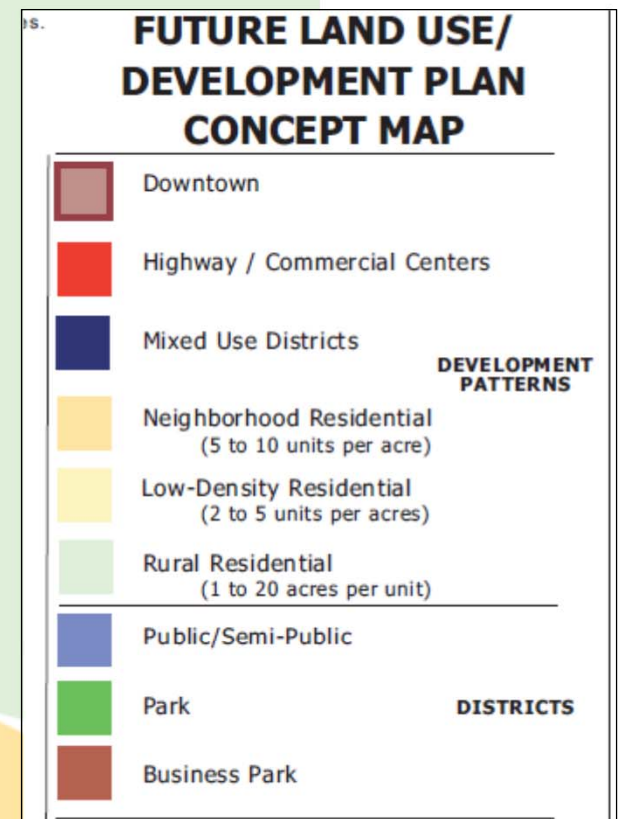 FUTURE LAND USE/
DEVELOPMENT PLAN
CONCEPT MAP
Downtown
Highway / Commercial Centers
Mixed Use Districts
DEVELOPMENT
PATTERNS
Neighborhood Residential
(5 to 10 units per acre)
Low-Density Residential
(2 to 5 units per acres)
Rural Residential
(1 to 20 acres per unit)
Public/Semi-Public
Park
DISTRICTS
Business Park